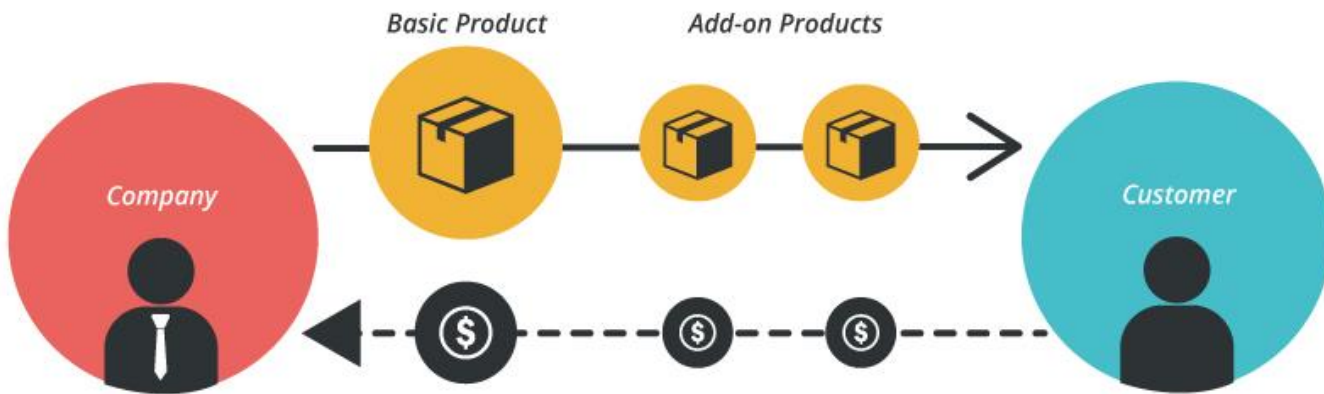 Basic Product
Add-on Products
Company
Customer
$
$
$